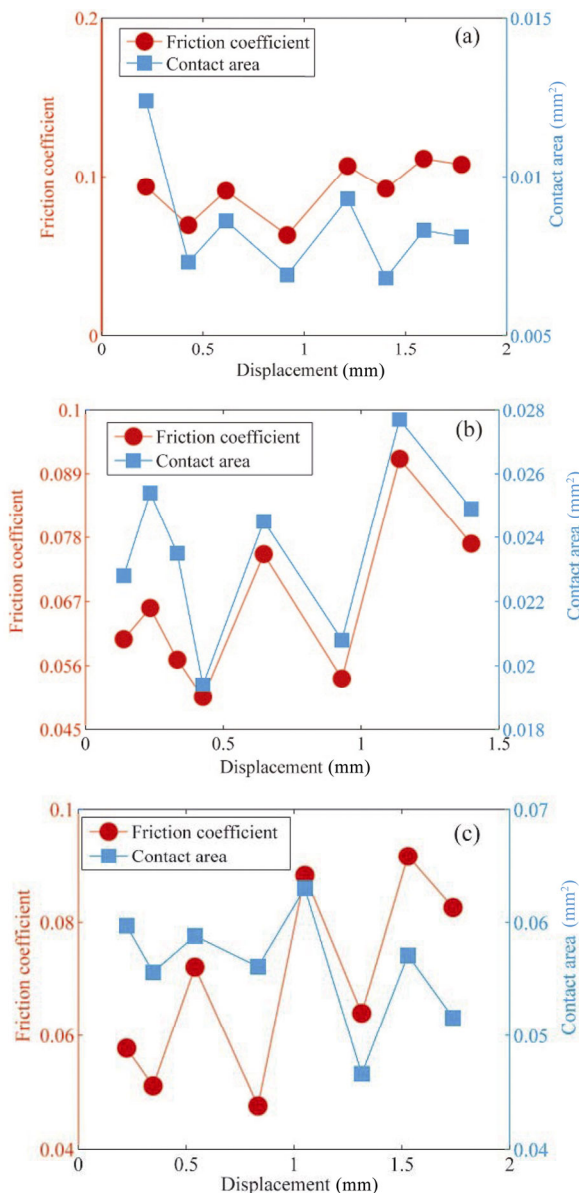 0.2
0.015
(a)
Friction coefficient
Contact area
Friction coefficient
0.1
0.010
Contact area (mm²)
0
0.005
0
0.5
1
1.5
2
Displacement (mm)
0.1
0.028
(b)
Friction coefficient
Contact area
0.089
0.026
0.078
0.024
Friction coefficient
Contact area (mm²)
0.067
0.022
0.056
0.02
0.045
0.018
0
0.5
1
1.5
Displacement (mm)
0.1
0.07
(c)
Friction coefficient
Contact area
0.08
0.06
Friction coefficient
Contact area (mm²)
0.06
0.05
0.04
0.04
0
0.5
1
1.5
2
Displacement (mm)